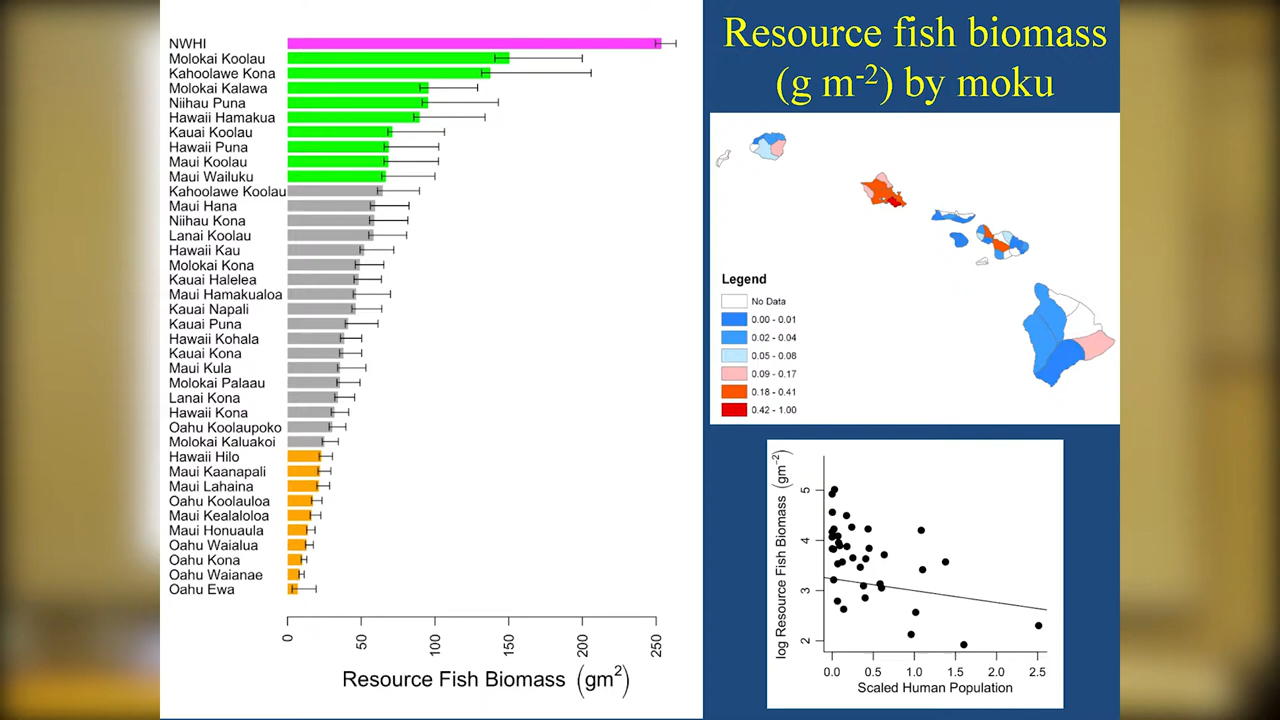 NWHI
Molokai Koolau
Kahoolawe Kona
Molokai Kalawa
Niihau Puna
Hawaii Hamakua
Kauai Koolau
Hawaii Puna
Maui Koolau
Maui Wailuku
Kahoolawe Koolau
Maui Hana
Niihau Kona
Lanai Koolau
Hawaii Kau
Molokai Kona
Kauai Halelea
Maui Hamakualoa
Kauai Napali
Kauai Puna
Hawaii Kohala
Kauai Kona
Maui Kula
Molokai Palaau
Lanai Kona
Hawaii Kona
Oahu Koolaupoko
Molokai Kaluakoi
Hawaii Hilo
Maui Kaanapali
Maui Lahaina
Oahu Koolauloa
Maui Kealaloloa
Maui Honuaula
Oahu Waialua
Oahu Kona
Oahu Waianae
Oahu Ewa
0 50 100 150 200 250
Resource Fish Biomass (gm²)
Resource fish biomass
(g m⁻²) by moku
Legend
No Data
0.00 - 0.01
0.02 - 0.04
0.05 - 0.08
0.09 - 0.17
0.18 - 0.41
0.42 - 1.00
log Resource Fish Biomass (gm⁻²)
5
4
3
2
0.0 0.5 1.0 1.5 2.0 2.5
Scaled Human Population